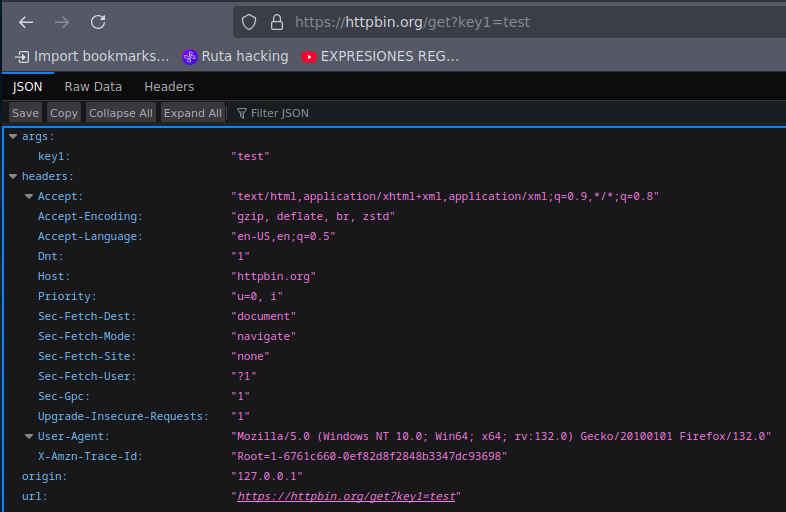 https://httpbin.org/get?key1=test
Import bookmarks... Ruta hacking EXPRESIONES REG...
JSON Raw Data Headers
Save Copy Collapse All Expand All Filter JSON
args:
key1: "test"
headers:
Accept: "text/html,application/xhtml+xml,application/xml;q=0.9,*/*;q=0.8"
Accept-Encoding: "gzip, deflate, br, zstd"
Accept-Language: "en-US,en;q=0.5"
Dnt: "1"
Host: "httpbin.org"
Priority: "u=0, i"
Sec-Fetch-Dest: "document"
Sec-Fetch-Mode: "navigate"
Sec-Fetch-Site: "none"
Sec-Fetch-User: "?1"
Sec-Gpc: "1"
Upgrade-Insecure-Requests: "1"
User-Agent: "Mozilla/5.0 (Windows NT 10.0; Win64; x64; rv:132.0) Gecko/20100101 Firefox/132.0"
X-Amzn-Trace-Id: "Root=1-6761c660-0ef82d8f2848b3347dc93698"
origin: "127.0.0.1"
url: "https://httpbin.org/get?key1=test"